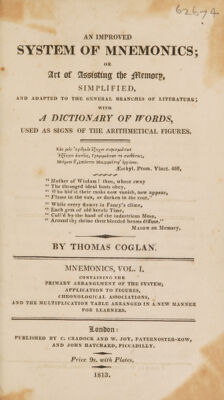 62674
AN IMPROVED
SYSTEM OF MNEMONICS;
OR
Art of Assisting the Memory,
SIMPLIFIED,
AND ADAPTED TO THE GENERAL BRANCHES OF LITERATURE;
WITH
A DICTIONARY OF WORDS,
USED AS SIGNS OF THE ARITHMETICAL FIGURES.
Æschyl. Prom. Vinct. 468,
"Mother of Wisdom! thou, whose sway
"The throng'd ideal hosts obey,
"Who bid'st their ranks now vanish, now appear,
"Flame in the van, or darken in the rear,"
"While every flower in Fancy's clime,
"Each gem of old heroic Time,
"Cull'd by the hand of the industrious Muse,
"Around thy shrine their blended beams diffuse."
MASON on Memory.
BY THOMAS COGLAN.
MNEMONICS, VOL. I.
CONTAINING THE
PRIMARY ARRANGEMENT OF THE SYSTEM;
APPLICATION TO FIGURES,
CHRONOLOGICAL ASSOCIATIONS,
AND THE MULTIPLICATION TABLE ARRANGED IN A NEW MANNER
FOR LEARNERS.
London:
PUBLISHED BY C. CRADOCK AND W. JOY, PATERNOSTER-ROW,
AND JOHN HATCHARD, PICCADILLY.
Price 9s. with Plates.
1813.